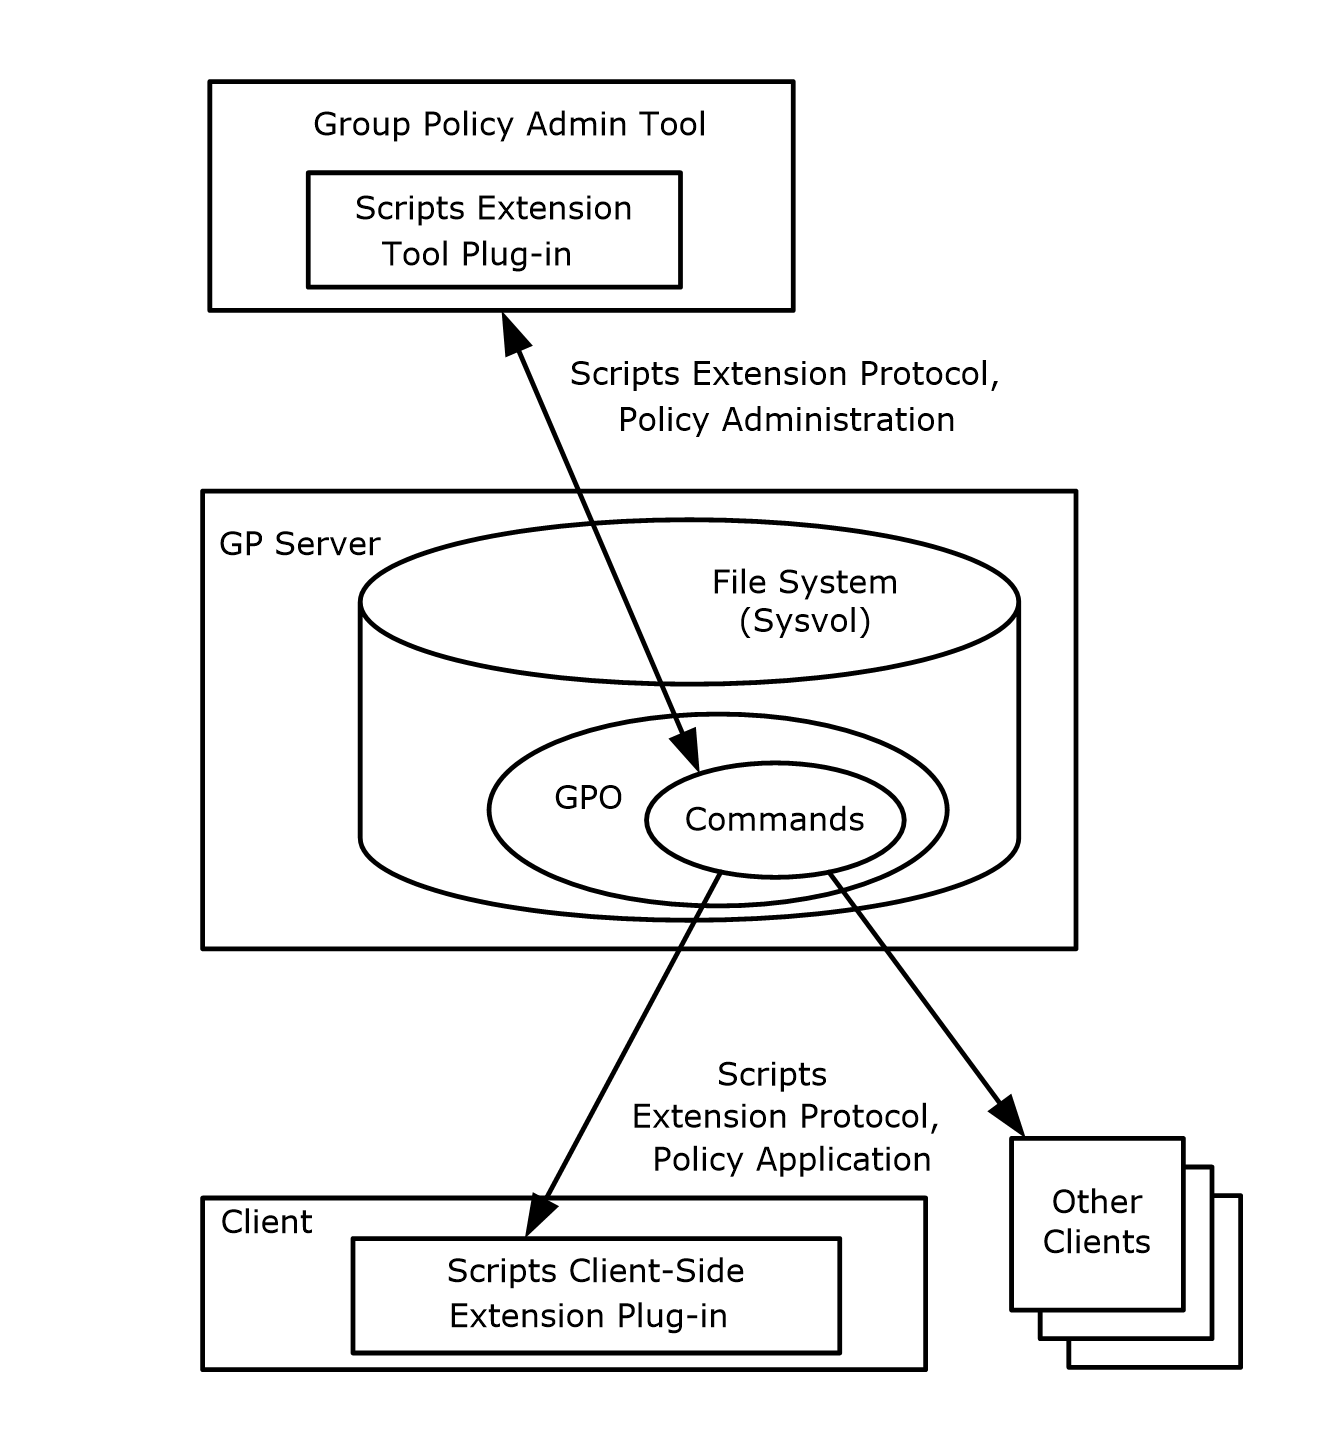 Group Policy Admin Tool
Scripts Extension
Tool Plug-in
Scripts Extension Protocol,
Policy Administration
GP Server
File System
(Sysvol)
GPO
Commands
Scripts
Extension Protocol,
Policy Application
Client
Scripts Client-Side
Extension Plug-in
Other
Clients